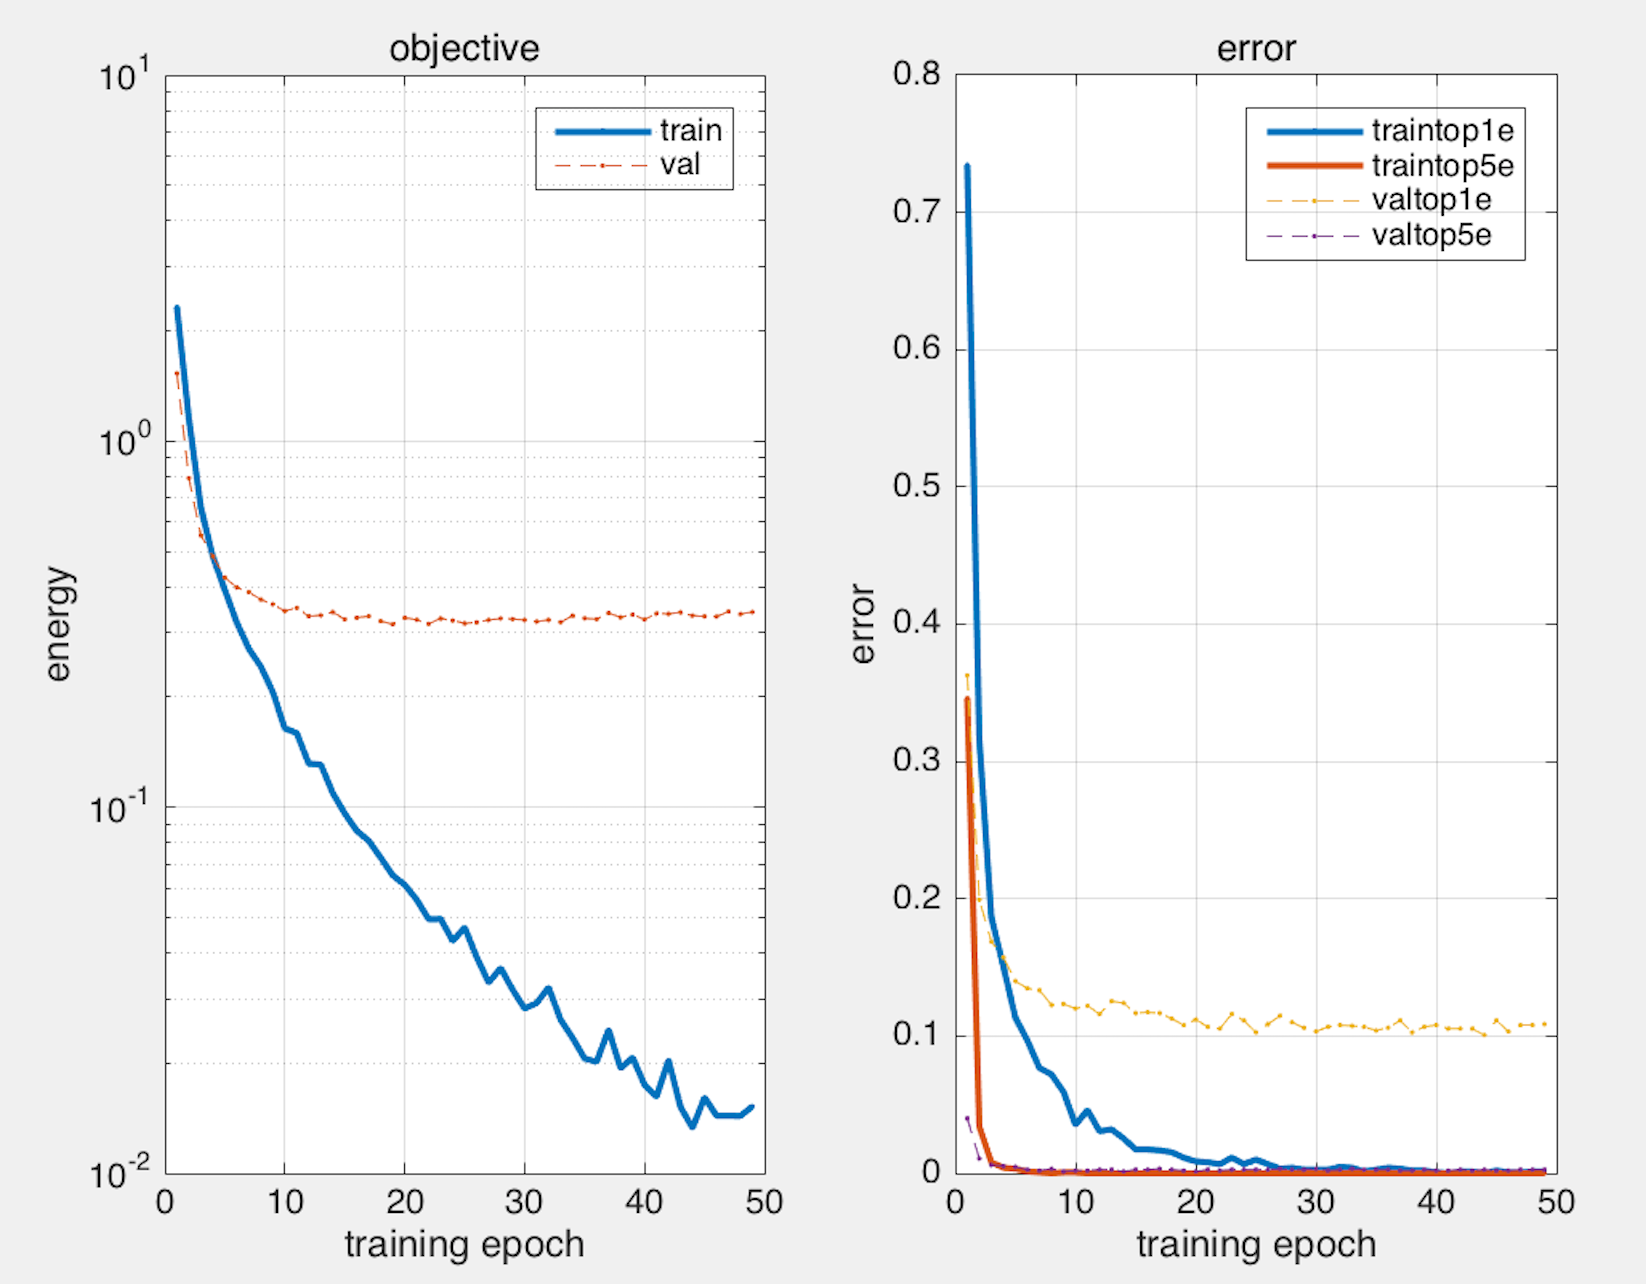 objective
10^1
10^0
10^-1
10^-2
energy
train
val
0 10 20 30 40 50
training epoch
error
0.8
0.7
0.6
0.5
0.4
0.3
0.2
0.1
0
error
traintop1e
traintop5e
valtop1e
valtop5e
0 10 20 30 40 50
training epoch